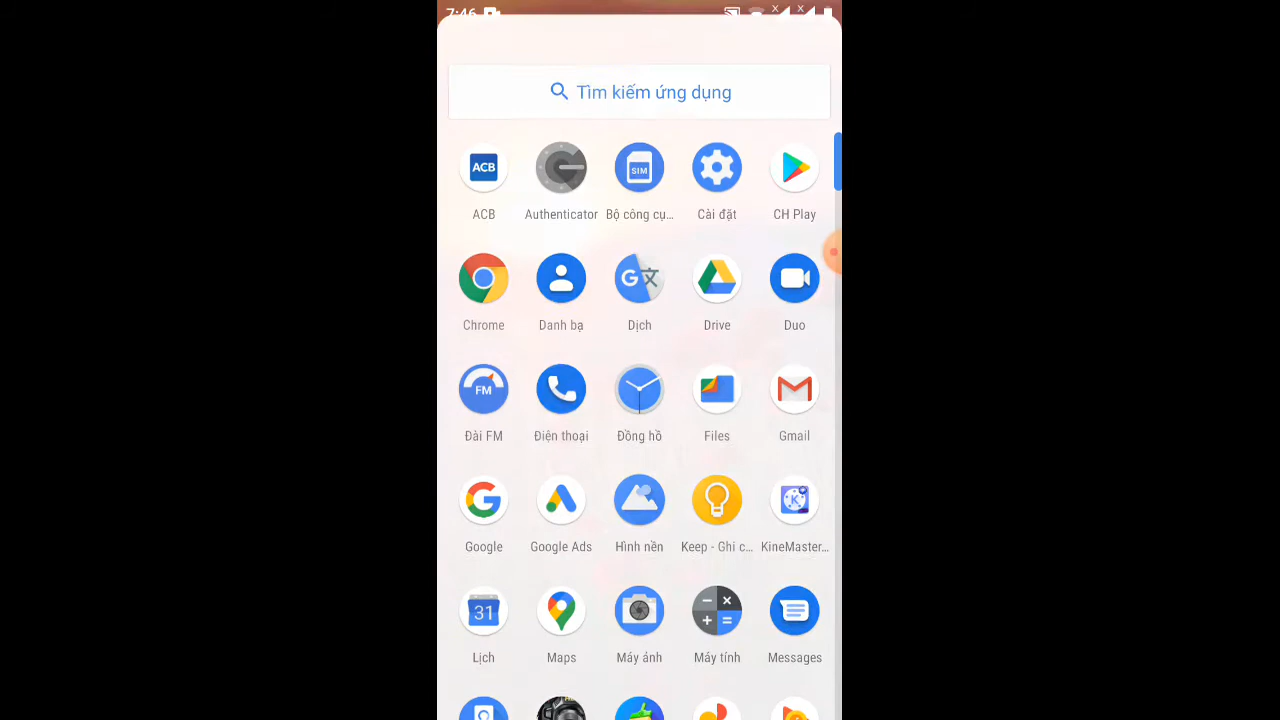 7:46
Tìm kiếm ứng dụng
ACB
SIM
ACB
Authenticator
Bộ công cụ...
Cài đặt
CH Play
G
Chrome
Danh bạ
Dịch
Drive
Duo
FM
Đài FM
Điện thoại
Đồng hồ
Files
Gmail
K
Google
Google Ads
Hình nền
Keep - Ghi c...
KineMaster...
31
Lịch
Maps
Máy ảnh
Máy tính
Messages